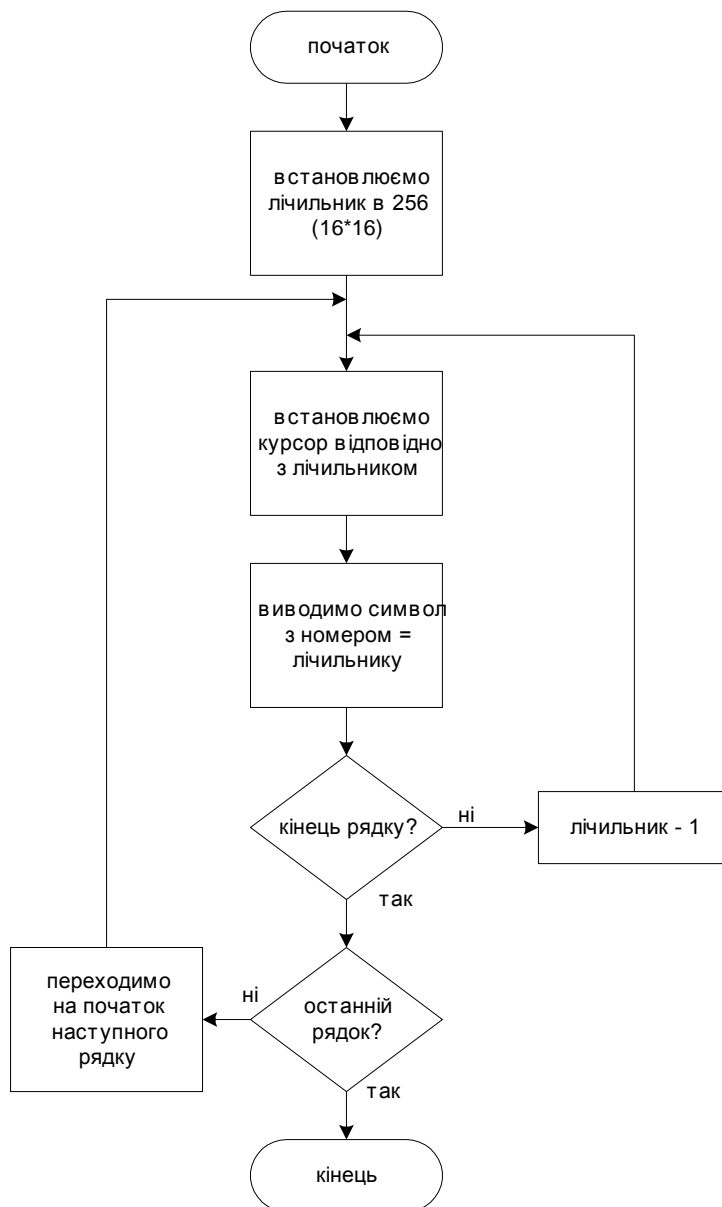 початок
встановлюємо
лічильник в 256
(16*16)
встановлюємо
курсор відповідно
з лічильником
виводимо символ
з номером =
лічильнику
кінець рядку?
ні
лічильник - 1
так
переходимо
на початок
наступного
рядку
ні
останній
рядок?
так
кінець